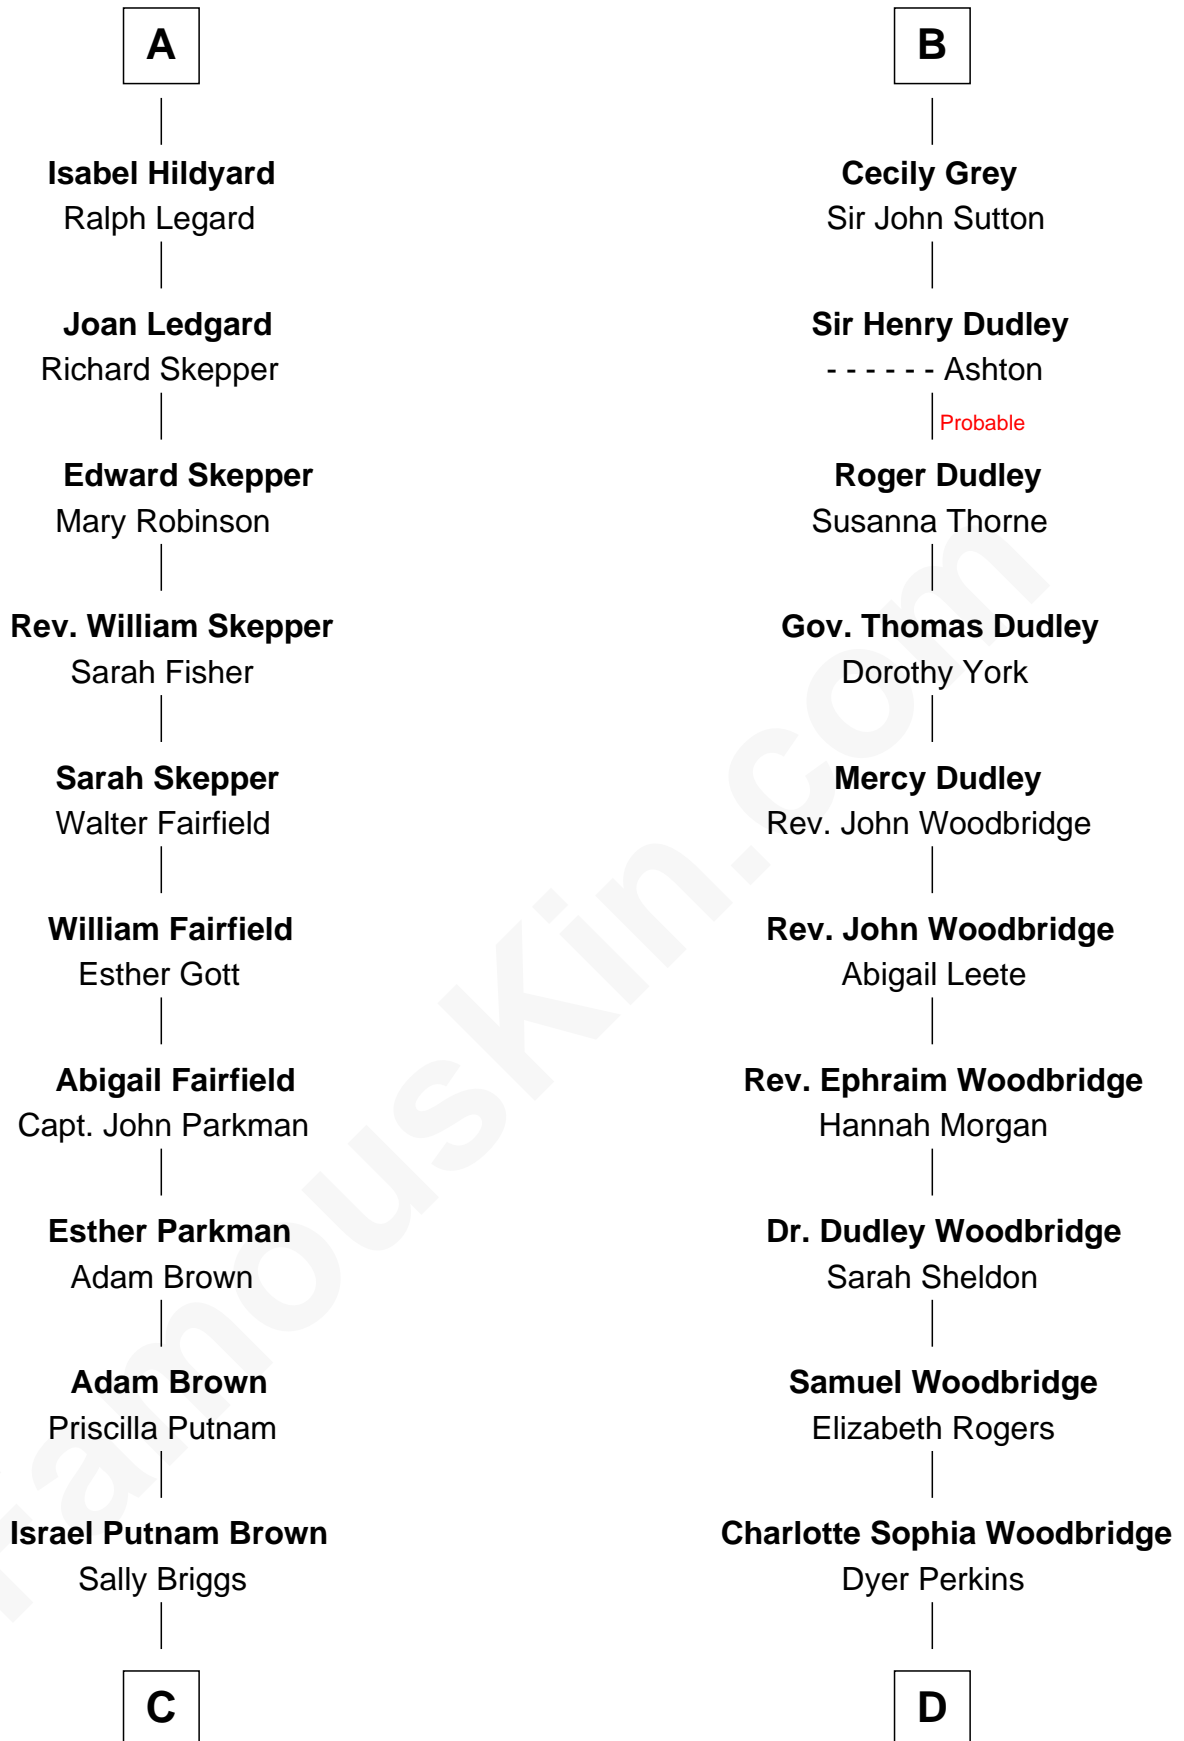 A
Isabel Hildyard
Ralph Legard
Joan Ledgard
Richard Skepper
Edward Skepper
Mary Robinson
Rev. William Skepper
Sarah Fisher
Sarah Skepper
Walter Fairfield
William Fairfield
Esther Gott
Abigail Fairfield
Capt. John Parkman
Esther Parkman
Adam Brown
Adam Brown
Priscilla Putnam
Israel Putnam Brown
Sally Briggs
C
B
Cecily Grey
Sir John Sutton
Sir Henry Dudley
- - - - - - Ashton
Probable
Roger Dudley
Susanna Thorne
Gov. Thomas Dudley
Dorothy York
Mercy Dudley
Rev. John Woodbridge
Rev. John Woodbridge
Abigail Leete
Rev. Ephraim Woodbridge
Hannah Morgan
Dr. Dudley Woodbridge
Sarah Sheldon
Samuel Woodbridge
Elizabeth Rogers
Charlotte Sophia Woodbridge
Dyer Perkins
D
FamousKin.com